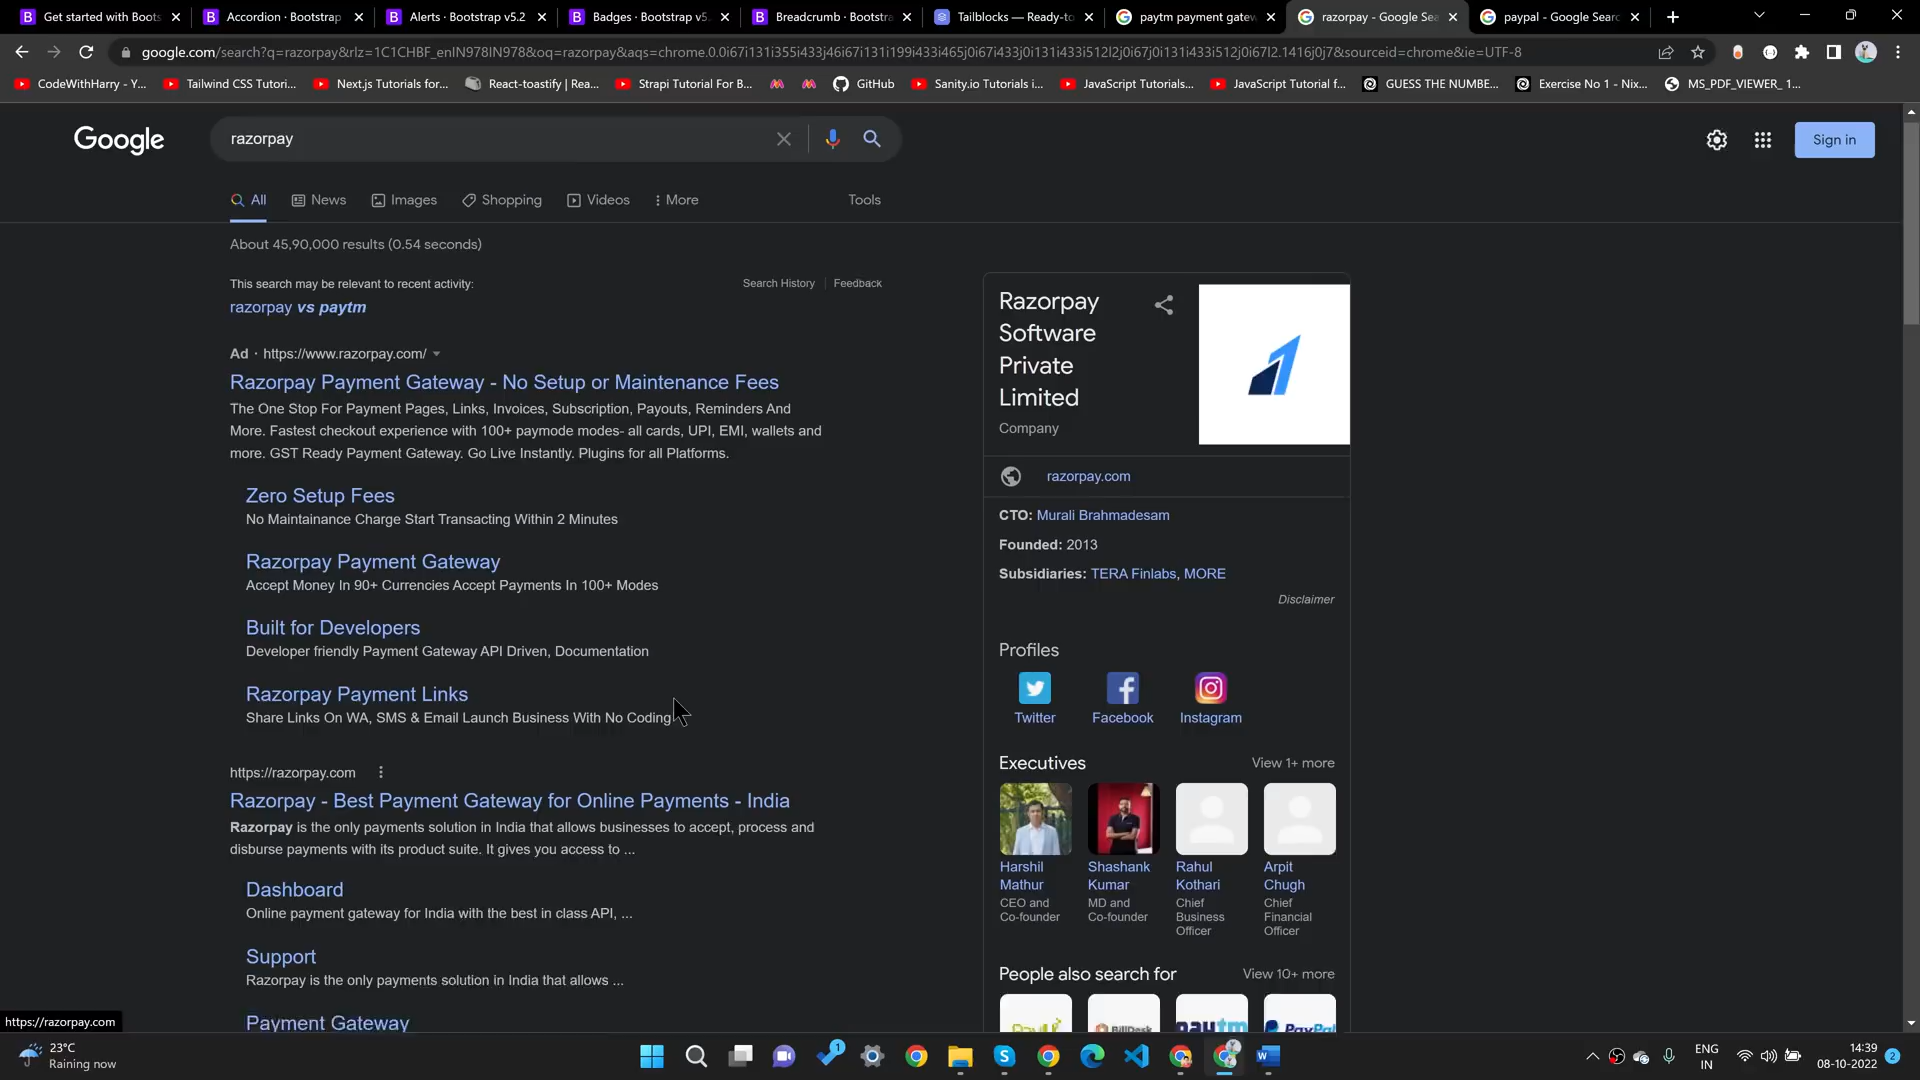 Get started with Boots
Accordion · Bootstrap
Alerts · Bootstrap v5.2
Badges · Bootstrap v5.
Breadcrumb · Bootstra
Tailblocks — Ready-to
paytm payment gatew
razorpay - Google Sea
paypal - Google Searc
google.com/search?q=razorpay&rlz=1C1CHBF_enIN978IN978&oq=razorpay&aqs=chrome.0.0i67i131i355i433j46i67i131i199i433i465j0i67i433j0i131i433i512l2j0i67j0i131i433i512j0i67l2.1416j0j7&sourceid=chrome&ie=UTF-8
CodeWithHarry - Y...
Tailwind CSS Tutori...
Next.js Tutorials for...
React-toastify | Rea...
Strapi Tutorial For B...
GitHub
Sanity.io Tutorials i...
JavaScript Tutorials...
JavaScript Tutorial f...
GUESS THE NUMBE...
Exercise No 1 - Nix...
MS_PDF_VIEWER_ 1...
Google
razorpay
Sign in
All
News
Images
Shopping
Videos
More
Tools
About 45,90,000 results (0.54 seconds)
This search may be relevant to recent activity:
Search History
Feedback
razorpay vs paytm
Ad · https://www.razorpay.com/
Razorpay Payment Gateway - No Setup or Maintenance Fees
The One Stop For Payment Pages, Links, Invoices, Subscription, Payouts, Reminders And
More. Fastest checkout experience with 100+ paymode modes- all cards, UPI, EMI, wallets and
more. GST Ready Payment Gateway. Go Live Instantly. Plugins for all Platforms.
Zero Setup Fees
No Maintainance Charge Start Transacting Within 2 Minutes
Razorpay Payment Gateway
Accept Money In 90+ Currencies Accept Payments In 100+ Modes
Built for Developers
Developer friendly Payment Gateway API Driven, Documentation
Razorpay Payment Links
Share Links On WA, SMS & Email Launch Business With No Coding
https://razorpay.com
Razorpay - Best Payment Gateway for Online Payments - India
Razorpay is the only payments solution in India that allows businesses to accept, process and
disburse payments with its product suite. It gives you access to ...
Dashboard
Online payment gateway for India with the best in class API, ...
Support
Razorpay is the only payments solution in India that allows ...
Payment Gateway
Razorpay
Software
Private
Limited
Company
razorpay.com
CTO: Murali Brahmadesam
Founded: 2013
Subsidiaries: TERA Finlabs, MORE
Disclaimer
Profiles
Twitter
Facebook
Instagram
Executives
View 1+ more
Harshil
Mathur
CEO and
Co-founder
Shashank
Kumar
MD and
Co-founder
Rahul
Kothari
Chief
Business
Officer
Arpit
Chugh
Chief
Financial
Officer
People also search for
View 10+ more
PayU
BillDesk
paytm
PayPal
https://razorpay.com
23°C
Raining now
1
W
ENG
IN
14:39
08-10-2022
2